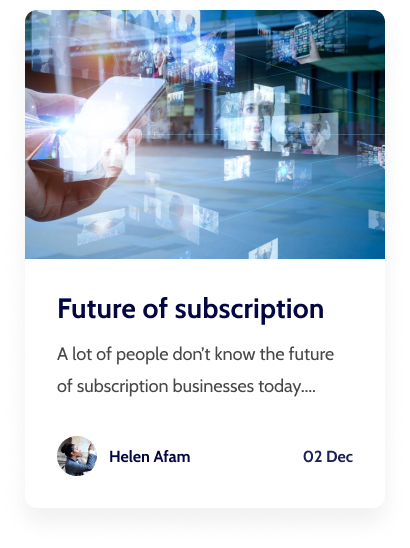 Future of subscription
A lot of people don't know the future
of subscription businesses today....
Helen Afam
02 Dec